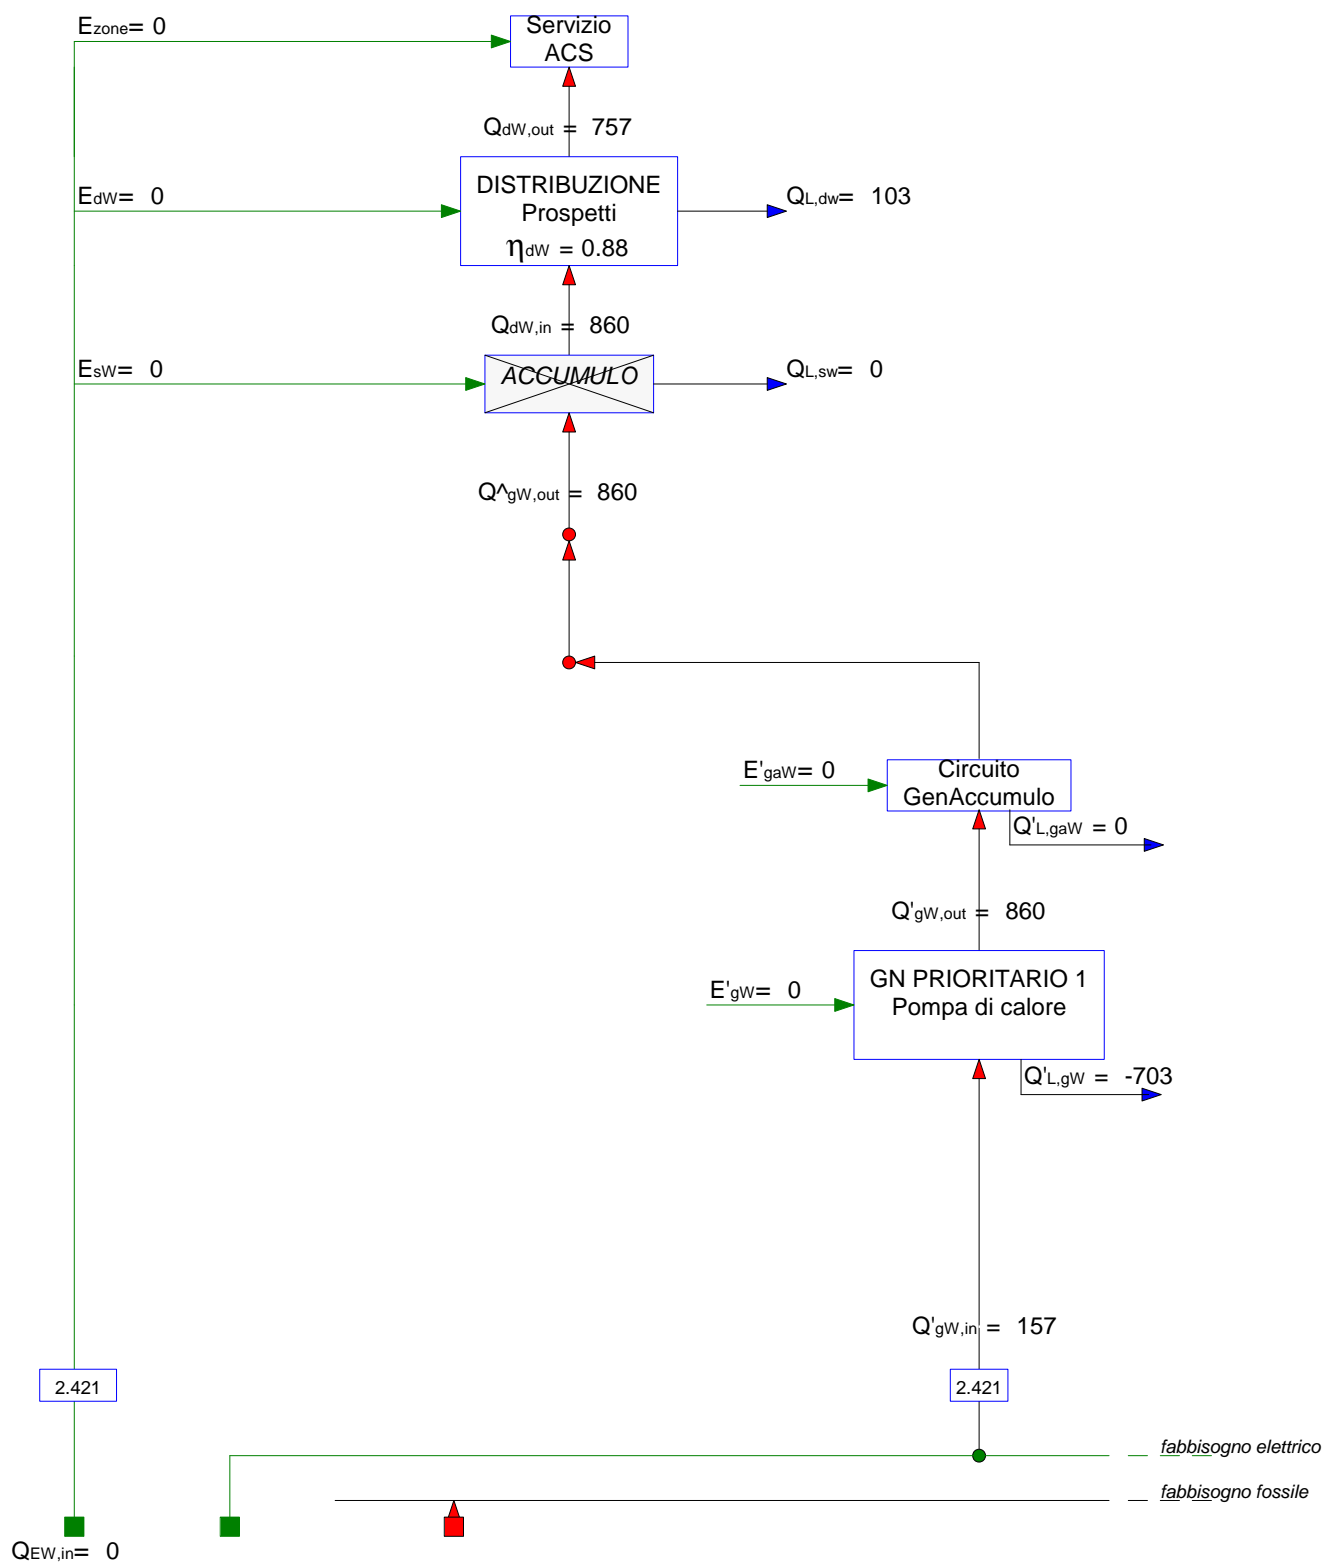 Ezone= 0
Servizio
ACS
QdW,out = 757
EdW= 0
DISTRIBUZIONE
Prospetti
ηdW = 0.88
QL,dw= 103
QdW,in = 860
EsW= 0
ACCUMULO
QL,sw= 0
Q^gW,out = 860
E'gaW= 0
Circuito
GenAccumulo
Q'L,gaW = 0
Q'gW,out = 860
E'gW= 0
GN PRIORITARIO 1
Pompa di calore
Q'L,gW = -703
Q'gW,in = 157
2.421
2.421
fabbisogno elettrico
fabbisogno fossile
QEW,in= 0